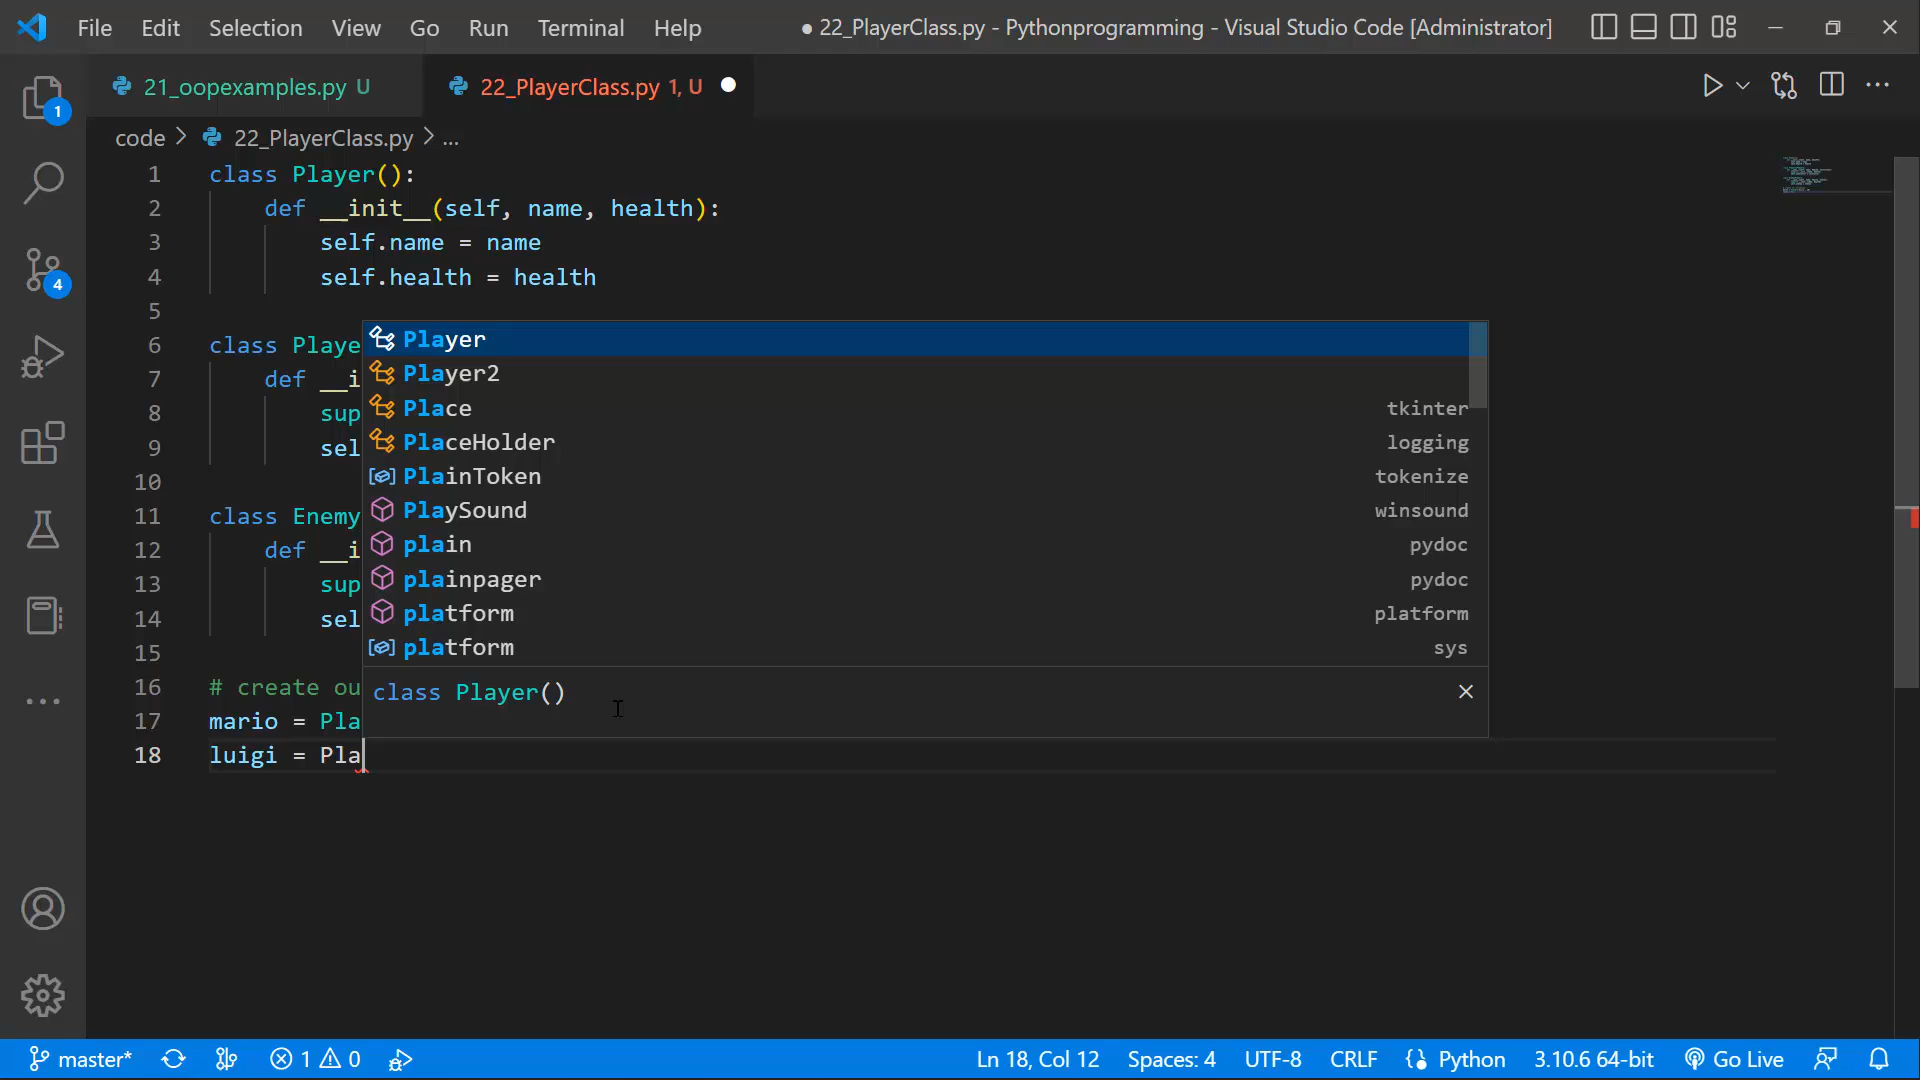 File Edit Selection View Go Run Terminal Help
● 22_PlayerClass.py - Pythonprogramming - Visual Studio Code [Administrator]
21_oopexamples.py U
22_PlayerClass.py 1, U
code > 22_PlayerClass.py > ...
1 class Player():
2 def __init__(self, name, health):
3 self.name = name
4 self.health = health
5
6 class Playe
7 def __i
8 sup
9 sel
10
11 class Enemy
12 def __i
13 sup
14 sel
15
16 # create ou
17 mario = Pla
18 luigi = Pla
Player
Player2
Place tkinter
PlaceHolder logging
PlainToken tokenize
PlaySound winsound
plain pydoc
plainpager pydoc
platform platform
platform sys
class Player()
1
4
master* 1 0 Ln 18, Col 12 Spaces: 4 UTF-8 CRLF Python 3.10.6 64-bit Go Live